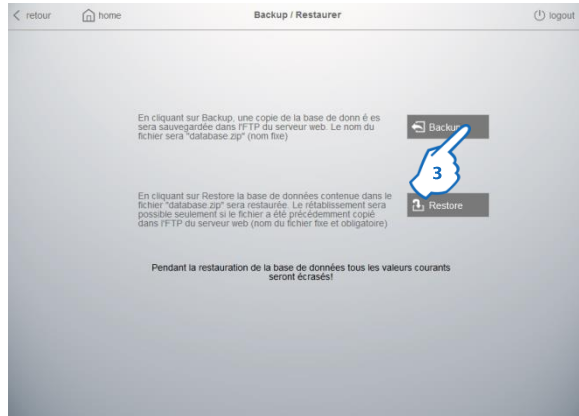 retour
home
Backup / Restaurer
logout
En cliquant sur Backup, une copie de la base de donn é es
sera sauvegardée dans l'FTP du serveur web. Le nom du
fichier sera "database.zip" (nom fixe)
Backup
3
En cliquant sur Restore la base de données contenue dans le
fichier "database.zip" sera restaurée. Le rétablissement sera
possible seulement si le fichier a été précédemment copié
dans l'FTP du serveur web (nom du fichier fixe et obligatoire)
Restore
Pendant la restauration de la base de données tous les valeurs courants
seront écrasés!